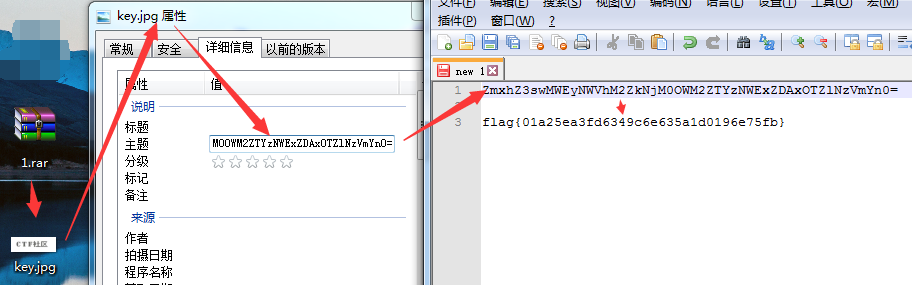 1.rar
CTF社区
key.jpg
key.jpg 属性
常规
安全
详细信息
以前的版本
属性
值
说明
标题
主题
M0OWM2ZTYzNWExZDAxOTZlNzVmYn0=
分级
标记
备注
来源
作者
拍摄日期
程序名称
文件(F) 编辑(E) 搜索(S) 视图(V) 编码(N) 语言(L) 设置(T) 工具(O) 宏(M)
插件(P) 窗口(W) ?
new 1
1 ZmxhZ3swMWEyNWVhM2ZkNjM0OWM2ZTYzNWExZDAxOTZlNzVmYn0=
3 flag{01a25ea3fd6349c6e635a1d0196e75fb}